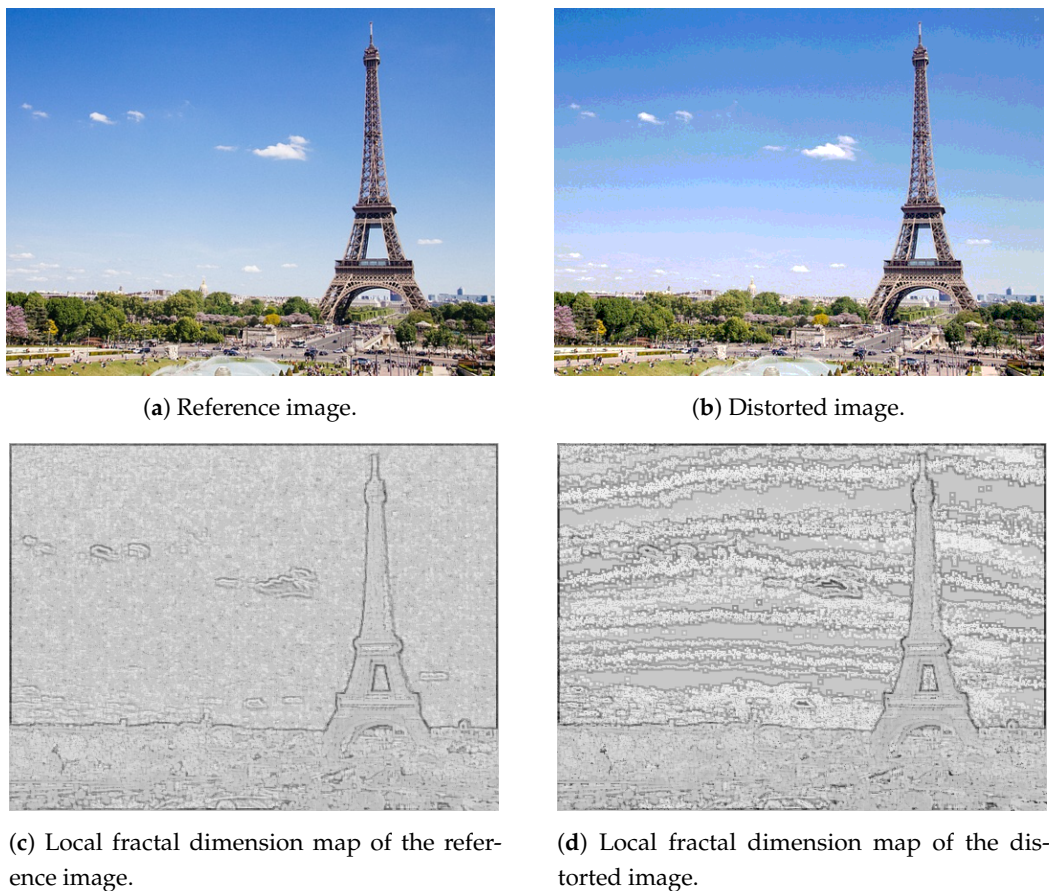 (a) Reference image.
(b) Distorted image.
(c) Local fractal dimension map of the refer-
ence image.
(d) Local fractal dimension map of the dis-
torted image.